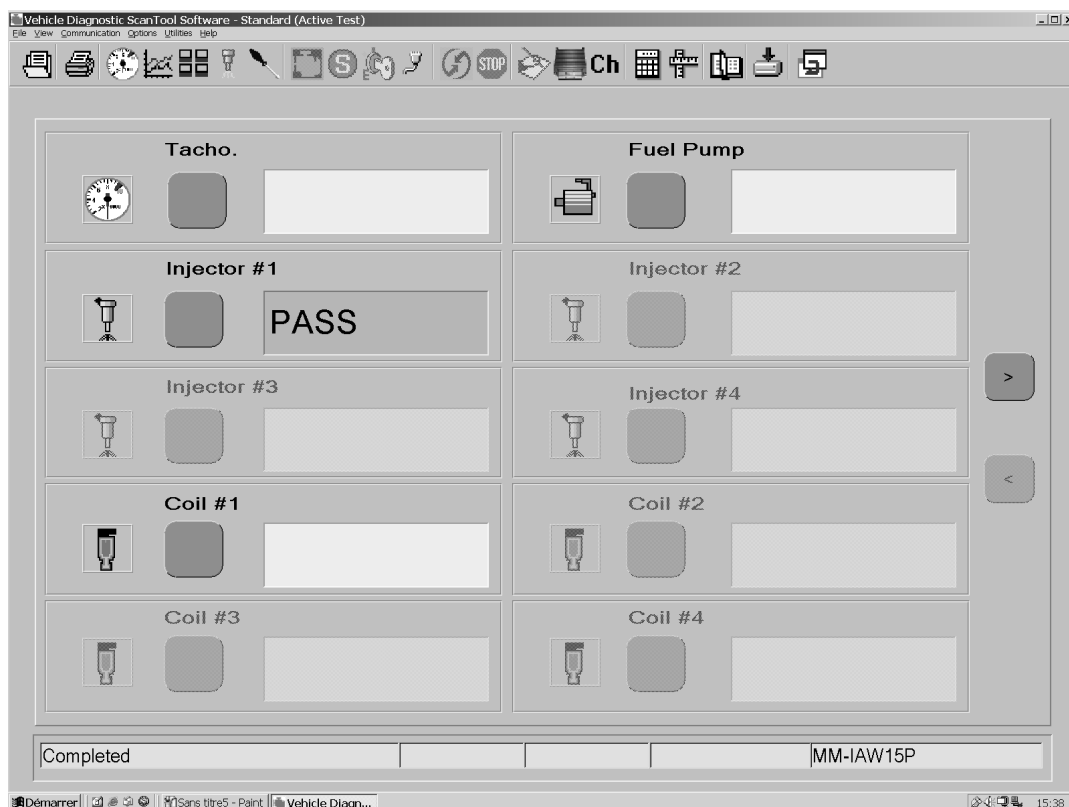 Vehicle Diagnostic ScanTool Software - Standard (Active Test)
File View Communication Options Utilities Help
S STOP Ch
Tacho. Fuel Pump
Injector #1 Injector #2
PASS
Injector #3 Injector #4
>
<
Coil #1 Coil #2
Coil #3 Coil #4
Completed MM-IAW15P
Démarrer Sans titre5 - Paint Vehicle Diagn... 15:38